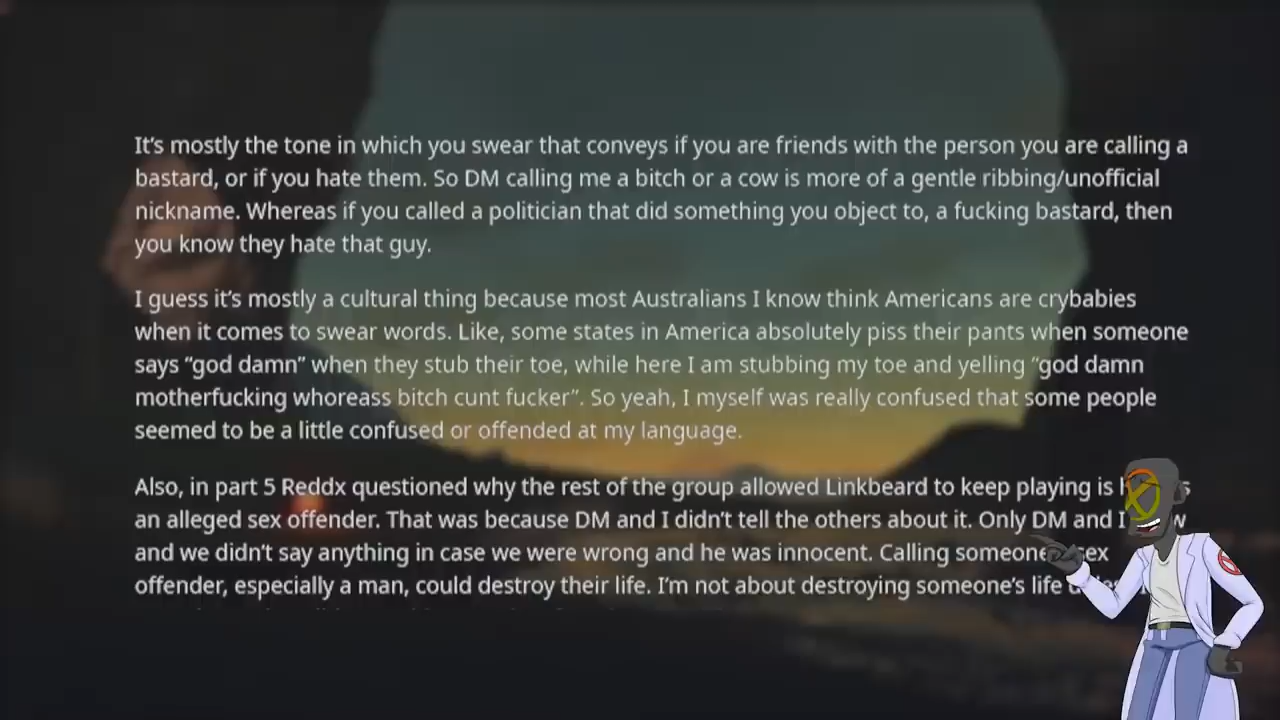 It's mostly the tone in which you swear that conveys if you are friends with the person you are calling a
bastard, or if you hate them. So DM calling me a bitch or a cow is more of a gentle ribbing/unofficial
nickname. Whereas if you called a politician that did something you object to, a fucking bastard, then
you know they hate that guy.
I guess it's mostly a cultural thing because most Australians I know think Americans are crybabies
when it comes to swear words. Like, some states in America absolutely piss their pants when someone
says “god damn” when they stub their toe, while here I am stubbing my toe and yelling “god damn
motherfucking whoreass bitch cunt fucker”. So yeah, I myself was really confused that some people
seemed to be a little confused or offended at my language.
Also, in part 5 Reddx questioned why the rest of the group allowed Linkbeard to keep playing is
an alleged sex offender. That was because DM and I didn't tell the others about it. Only DM and I
and we didn't say anything in case we were wrong and he was innocent. Calling someone sex
offender, especially a man, could destroy their life. I'm not about destroying someone's life